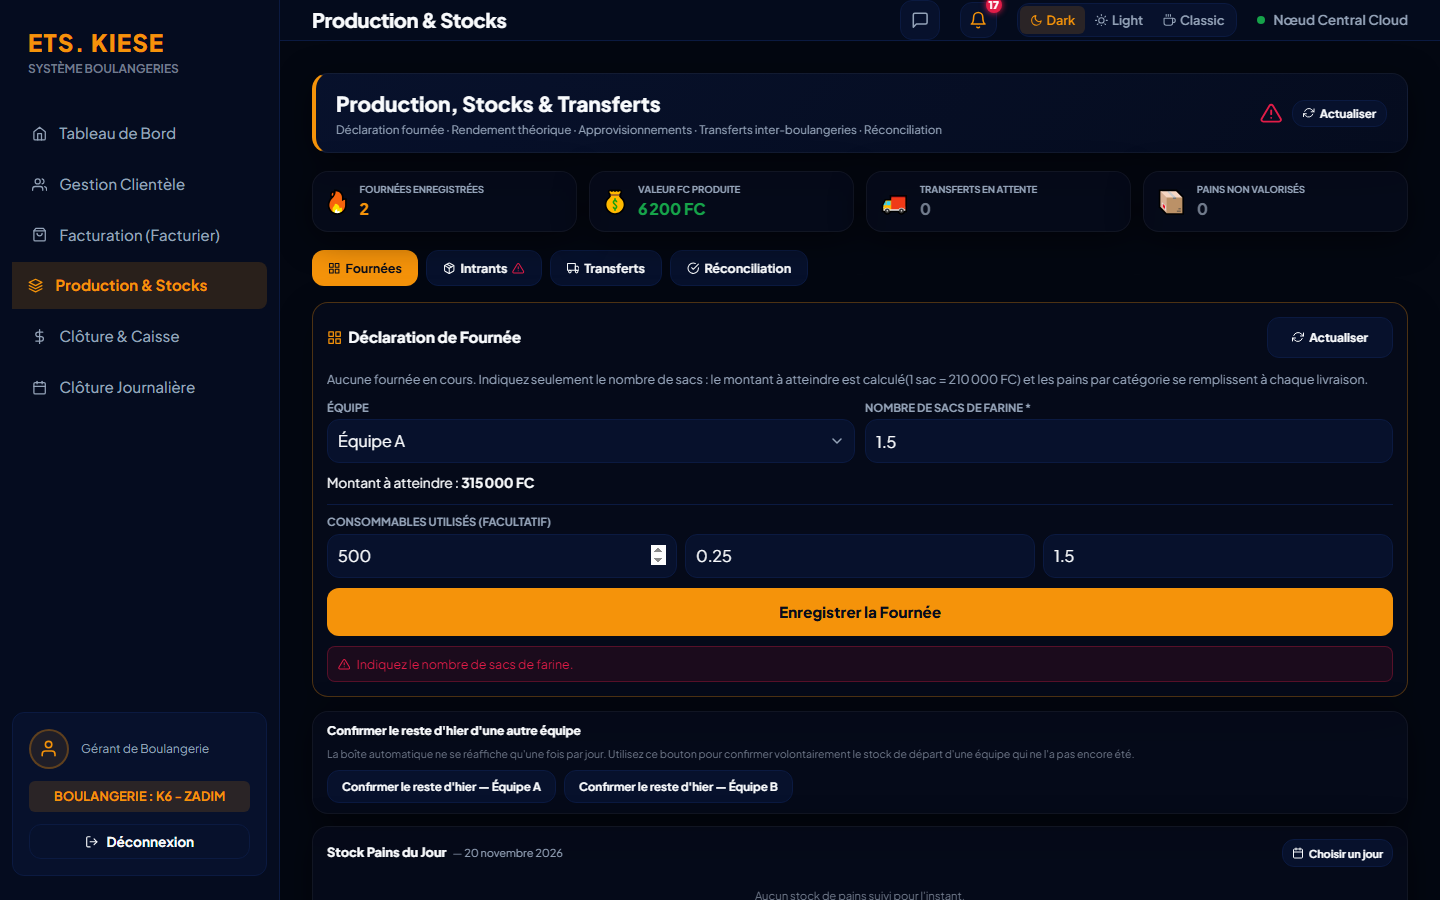 ETS. KIESE
SYSTÈME BOULANGERIES
Tableau de Bord
Gestion Clientèle
Facturation (Facturier)
Production & Stocks
Clôture & Caisse
Clôture Journalière
Gérant de Boulangerie
BOULANGERIE : K6 - ZADIM
Déconnexion
Production & Stocks
17
Dark
Light
Classic
Nœud Central Cloud
Production, Stocks & Transferts
Déclaration fournée · Rendement théorique · Approvisionnements · Transferts inter-boulangeries · Réconciliation
Actualiser
FOURNÉES ENREGISTRÉES
2
VALEUR FC PRODUITE
6 200 FC
TRANSFERTS EN ATTENTE
0
PAINS NON VALORISÉS
0
Fournées
Intrants
Transferts
Réconciliation
Déclaration de Fournée
Actualiser
Aucune fournée en cours. Indiquez seulement le nombre de sacs : le montant à atteindre est calculé(1 sac = 210 000 FC) et les pains par catégorie se remplissent à chaque livraison.
ÉQUIPE
NOMBRE DE SACS DE FARINE *
Équipe A
1.5
Montant à atteindre : 315 000 FC
CONSOMMABLES UTILISÉS (FACULTATIF)
500
0.25
1.5
Enregistrer la Fournée
Indiquez le nombre de sacs de farine.
Confirmer le reste d'hier d'une autre équipe
La boîte automatique ne se réaffiche qu'une fois par jour. Utilisez ce bouton pour confirmer volontairement le stock de départ d'une équipe qui ne l'a pas encore été.
Confirmer le reste d'hier — Équipe A
Confirmer le reste d'hier — Équipe B
Stock Pains du Jour — 20 novembre 2026
Choisir un jour
Aucun stock de pains suivi pour l'instant.